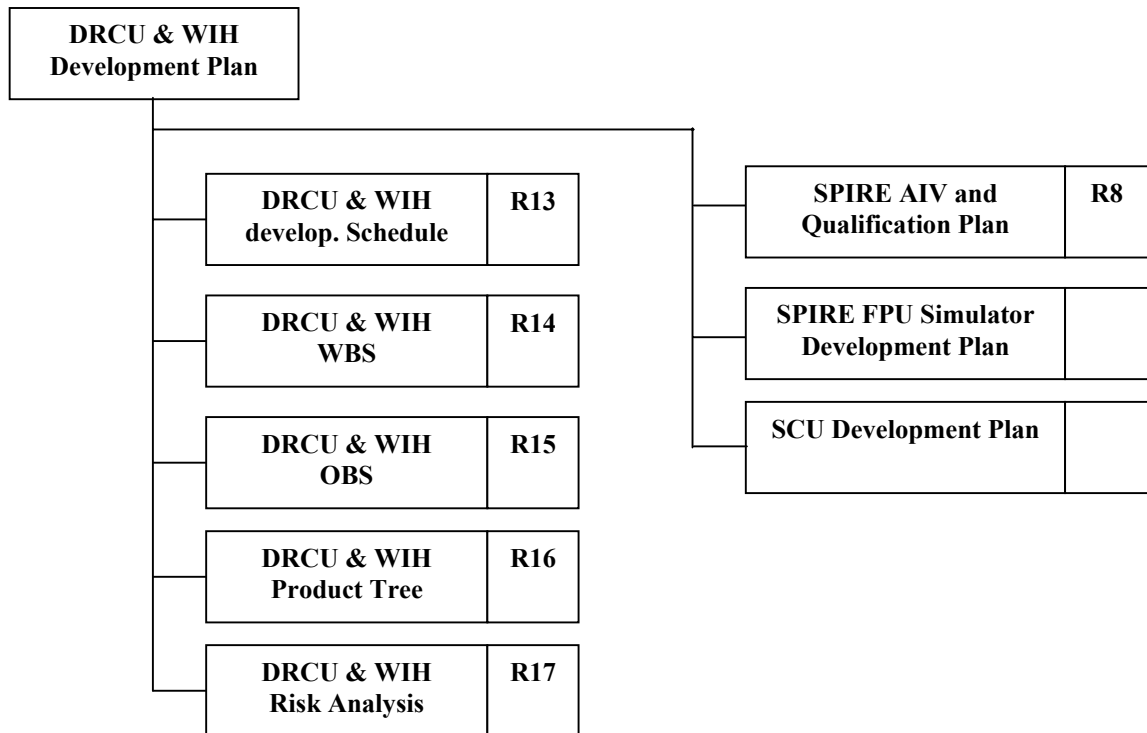 DRCU & WIH
Development Plan
DRCU & WIH
develop. Schedule
R13
DRCU & WIH
WBS
R14
DRCU & WIH
OBS
R15
DRCU & WIH
Product Tree
R16
DRCU & WIH
Risk Analysis
R17
SPIRE AIV and
Qualification Plan
R8
SPIRE FPU Simulator
Development Plan
SCU Development Plan